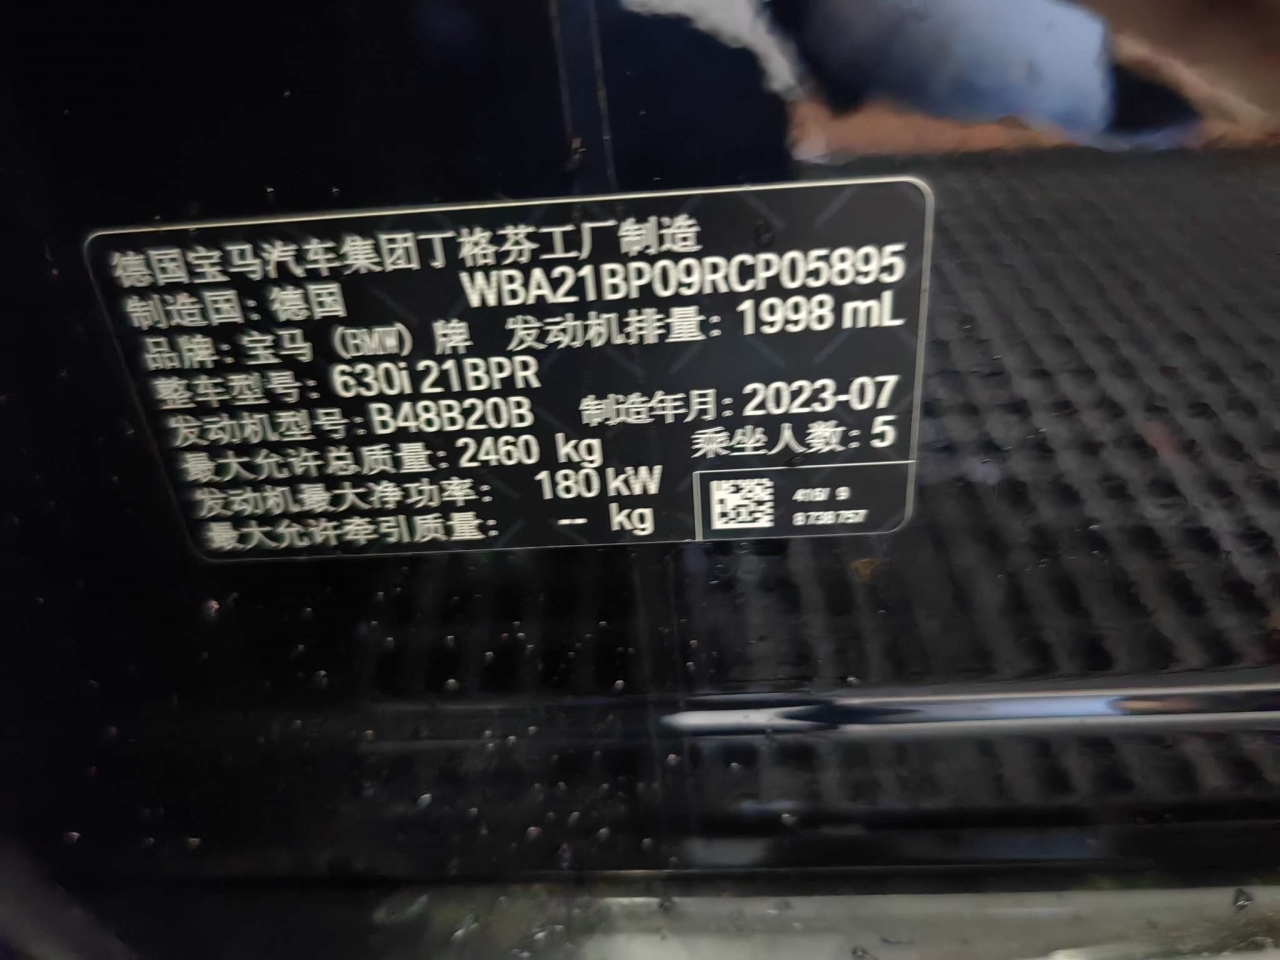 德国宝马汽车集团丁格芬工厂制造
制造国：德国 WBA21BP09RCP05895
品牌：宝马（BMW）牌 发动机排量：1998 mL
整车型号：630i 21BPR
发动机型号：B48B20B 制造年月：2023-07
最大允许总质量：2460 kg 乘坐人数：5
发动机最大净功率： 180 kW
最大允许牵引质量： -- kg
416/ 9
8738767